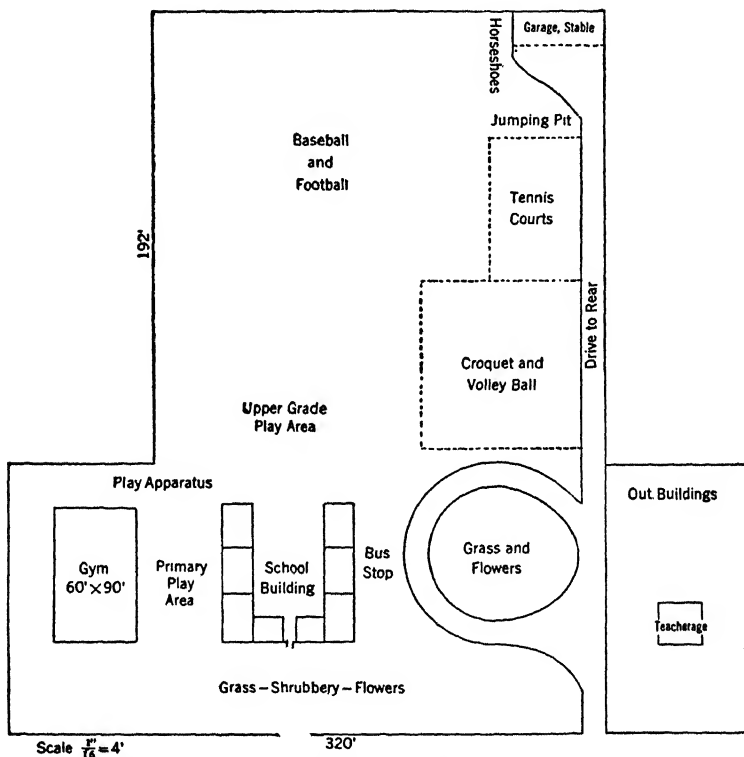 Garage, Stable
Horseshoes
Jumping Pit
Baseball
and
Football
Tennis
Courts
192'
Drive to Rear
Croquet and
Volley Ball
Upper Grade
Play Area
Play Apparatus
Out Buildings
Gym
60' × 90'
Primary
Play
Area
School
Building
Bus
Stop
Grass and
Flowers
Teacherage
Grass – Shrubbery – Flowers
Scale 1"/16 = 4'
320'